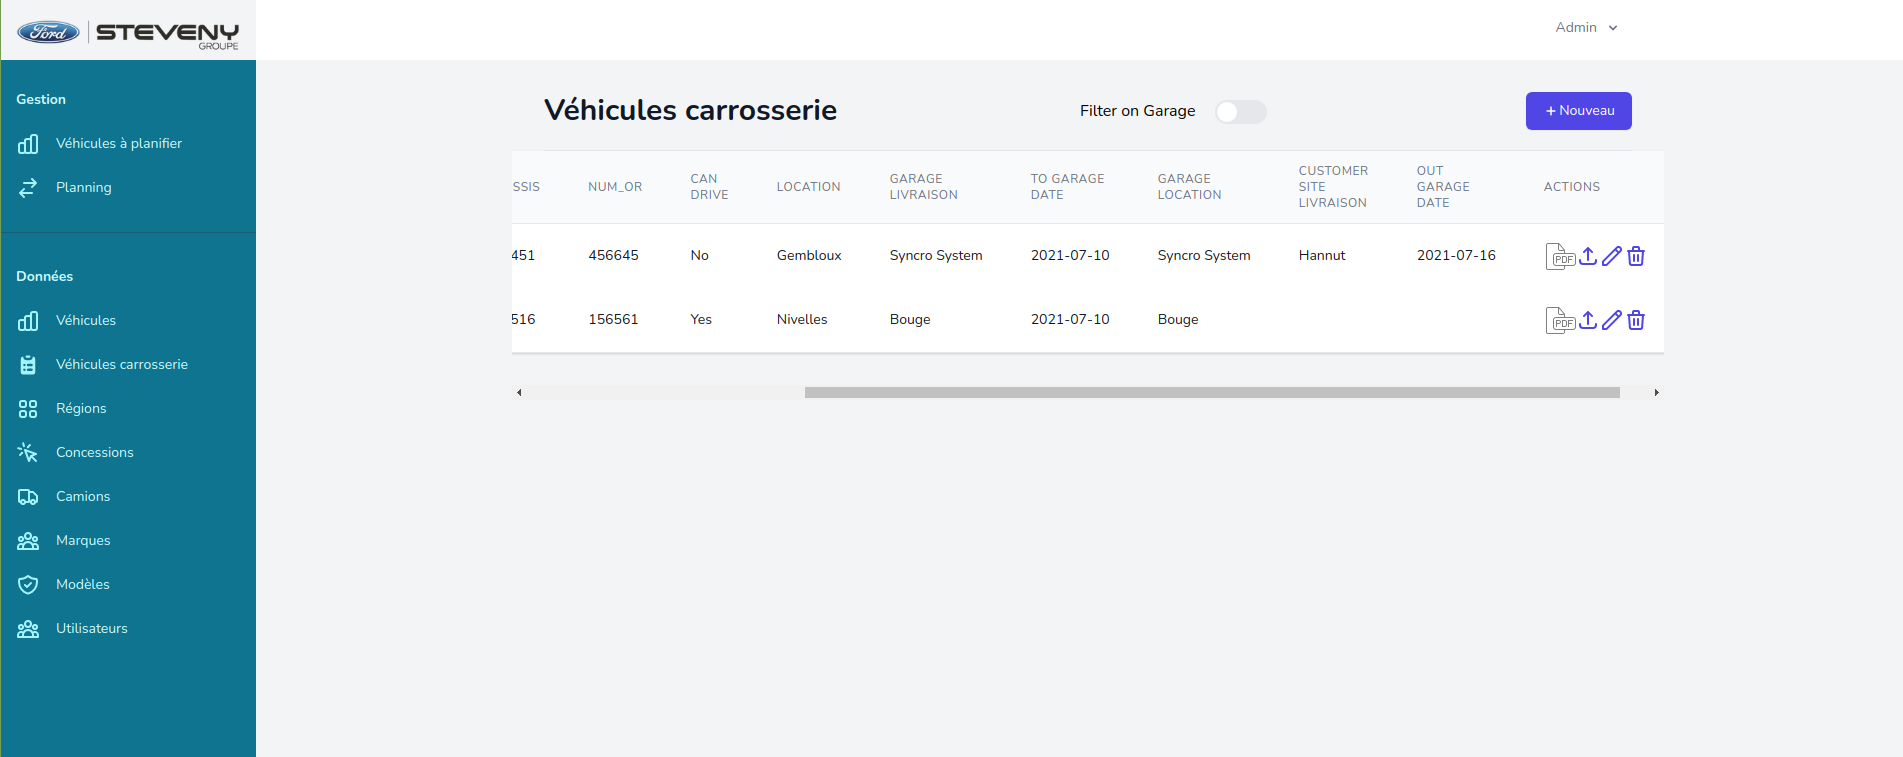 Ford STEVENY
GROUPE
Admin
Gestion
Véhicules à planifier
Planning
Données
Véhicules
Véhicules carrosserie
Régions
Concessions
Camions
Marques
Modèles
Utilisateurs
Véhicules carrosserie
Filter on Garage
+ Nouveau
SSIS NUM_OR CAN DRIVE LOCATION GARAGE LIVRAISON TO GARAGE DATE GARAGE LOCATION CUSTOMER SITE LIVRAISON OUT GARAGE DATE ACTIONS
451 456645 No Gembloux Syncro System 2021-07-10 Syncro System Hannut 2021-07-16 PDF
516 156561 Yes Nivelles Bouge 2021-07-10 Bouge PDF